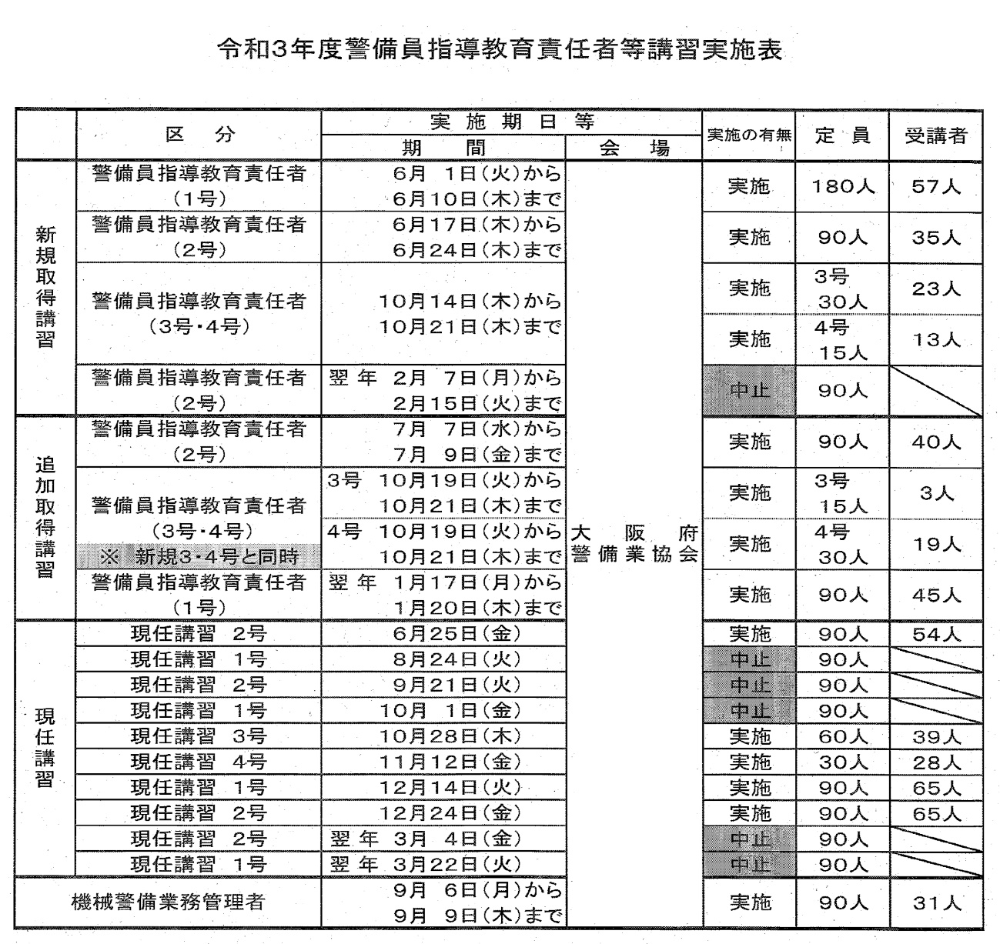 令和3年度警備員指導教育責任者等講習実施表
区　分
実　施　期　日　等
期　　間
会　　場
実施の有無
定　員
受講者
新規取得講習
警備員指導教育責任者
(1号)
6月　1日(火)から
6月10日(木)まで
実施
180人
57人
警備員指導教育責任者
(2号)
6月17日(木)から
6月24日(木)まで
実施
90人
35人
警備員指導教育責任者
(3号・4号)
10月14日(木)から
10月21日(木)まで
実施
3号
30人
23人
実施
4号
15人
13人
警備員指導教育責任者
(2号)
翌年 2月　7日(月)から
2月15日(火)まで
中止
90人
追加取得講習
警備員指導教育責任者
(2号)
7月　7日(水)から
7月　9日(金)まで
実施
90人
40人
警備員指導教育責任者
(3号・4号)
※ 新規3・4号と同時
3号 10月19日(火)から
10月21日(木)まで
実施
3号
15人
3人
4号 10月19日(火)から
10月21日(木)まで
実施
4号
30人
19人
大　阪　府
警備業協会
警備員指導教育責任者
(1号)
翌年 1月17日(月)から
1月20日(木)まで
実施
90人
45人
現任講習
現任講習　2号
6月25日(金)
実施
90人
54人
現任講習　1号
8月24日(火)
中止
90人
現任講習　2号
9月21日(火)
中止
90人
現任講習　1号
10月　1日(金)
中止
90人
現任講習　3号
10月28日(木)
実施
60人
39人
現任講習　4号
11月12日(金)
実施
30人
28人
現任講習　1号
12月14日(火)
実施
90人
65人
現任講習　2号
12月24日(金)
実施
90人
65人
現任講習　2号
翌年 3月　4日(金)
中止
90人
現任講習　1号
翌年 3月22日(火)
中止
90人
機械警備業務管理者
9月　6日(月)から
9月　9日(木)まで
実施
90人
31人